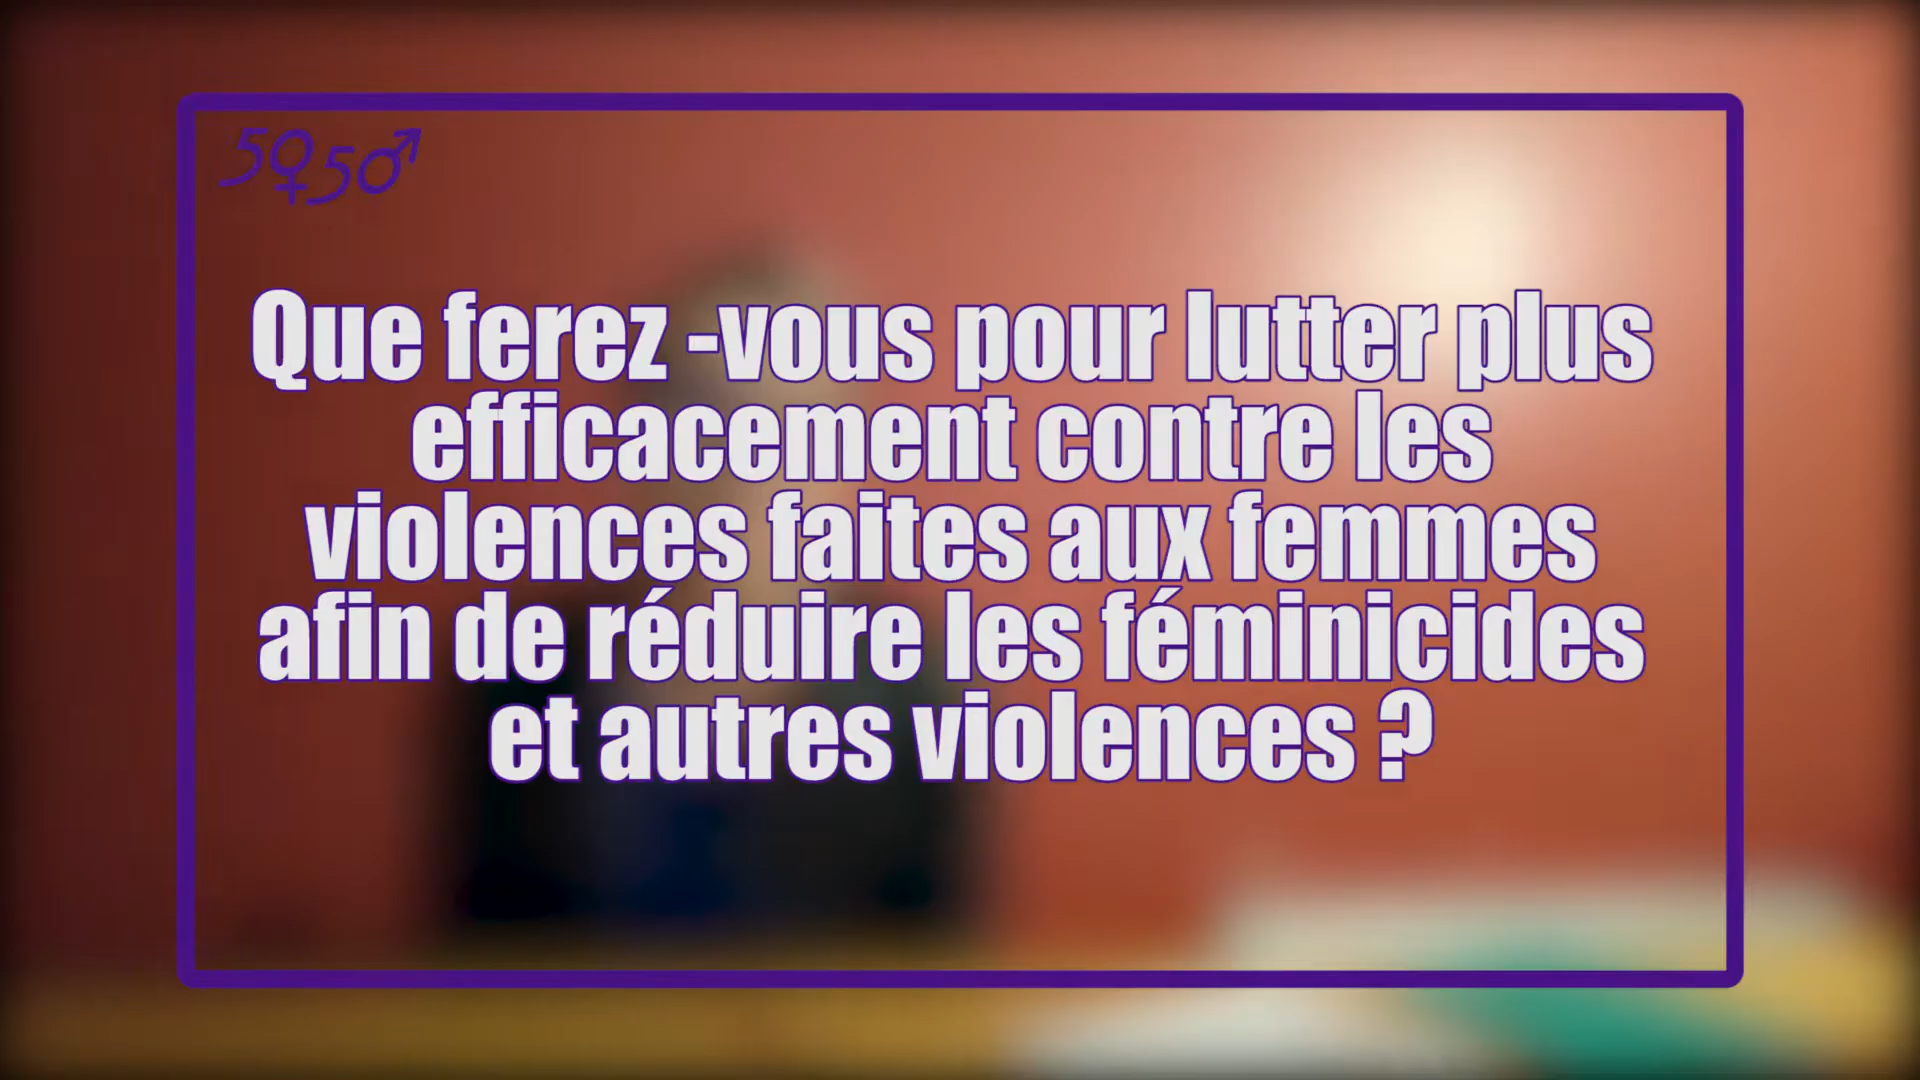 50 50
Que ferez -vous pour lutter plus
efficacement contre les
violences faites aux femmes
afin de réduire les féminicides
et autres violences ?